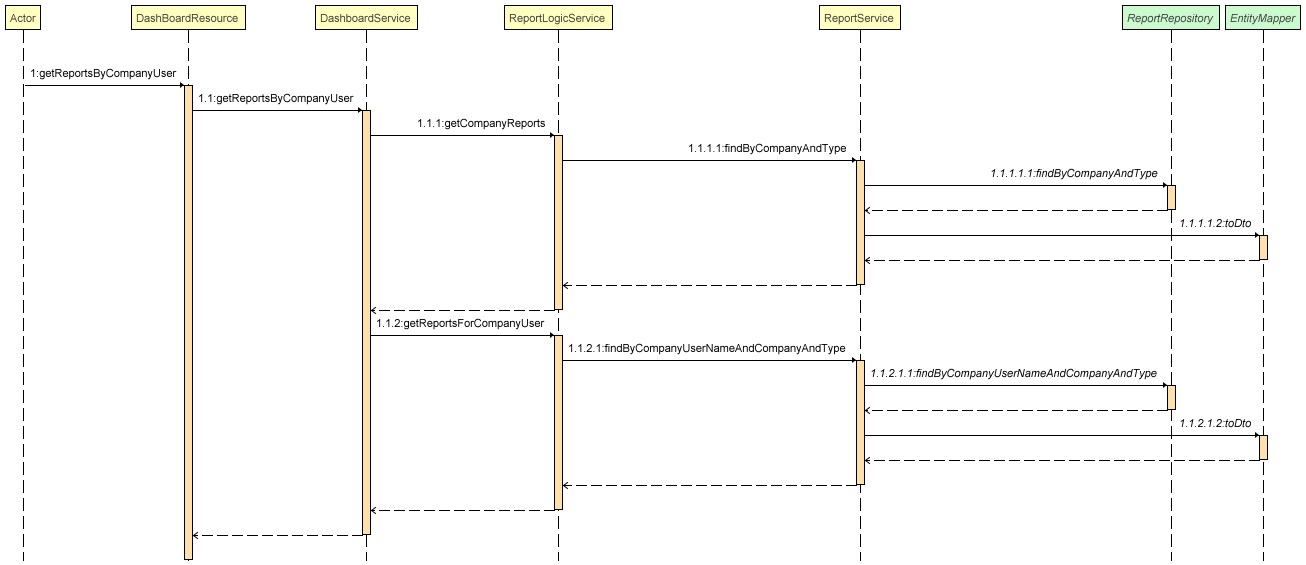 Actor
DashBoardResource
DashboardService
ReportLogicService
ReportService
ReportRepository
EntityMapper
1:getReportsByCompanyUser
1.1:getReportsByCompanyUser
1.1.1:getCompanyReports
1.1.1.1:findByCompanyAndType
1.1.1.1.1:findByCompanyAndType
1.1.1.1.2:toDto
1.1.2:getReportsForCompanyUser
1.1.2.1:findByCompanyUserNameAndCompanyAndType
1.1.2.1.1:findByCompanyUserNameAndCompanyAndType
1.1.2.1.2:toDto